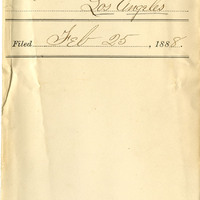 Los Angeles
Filed Feb 25, 1888.